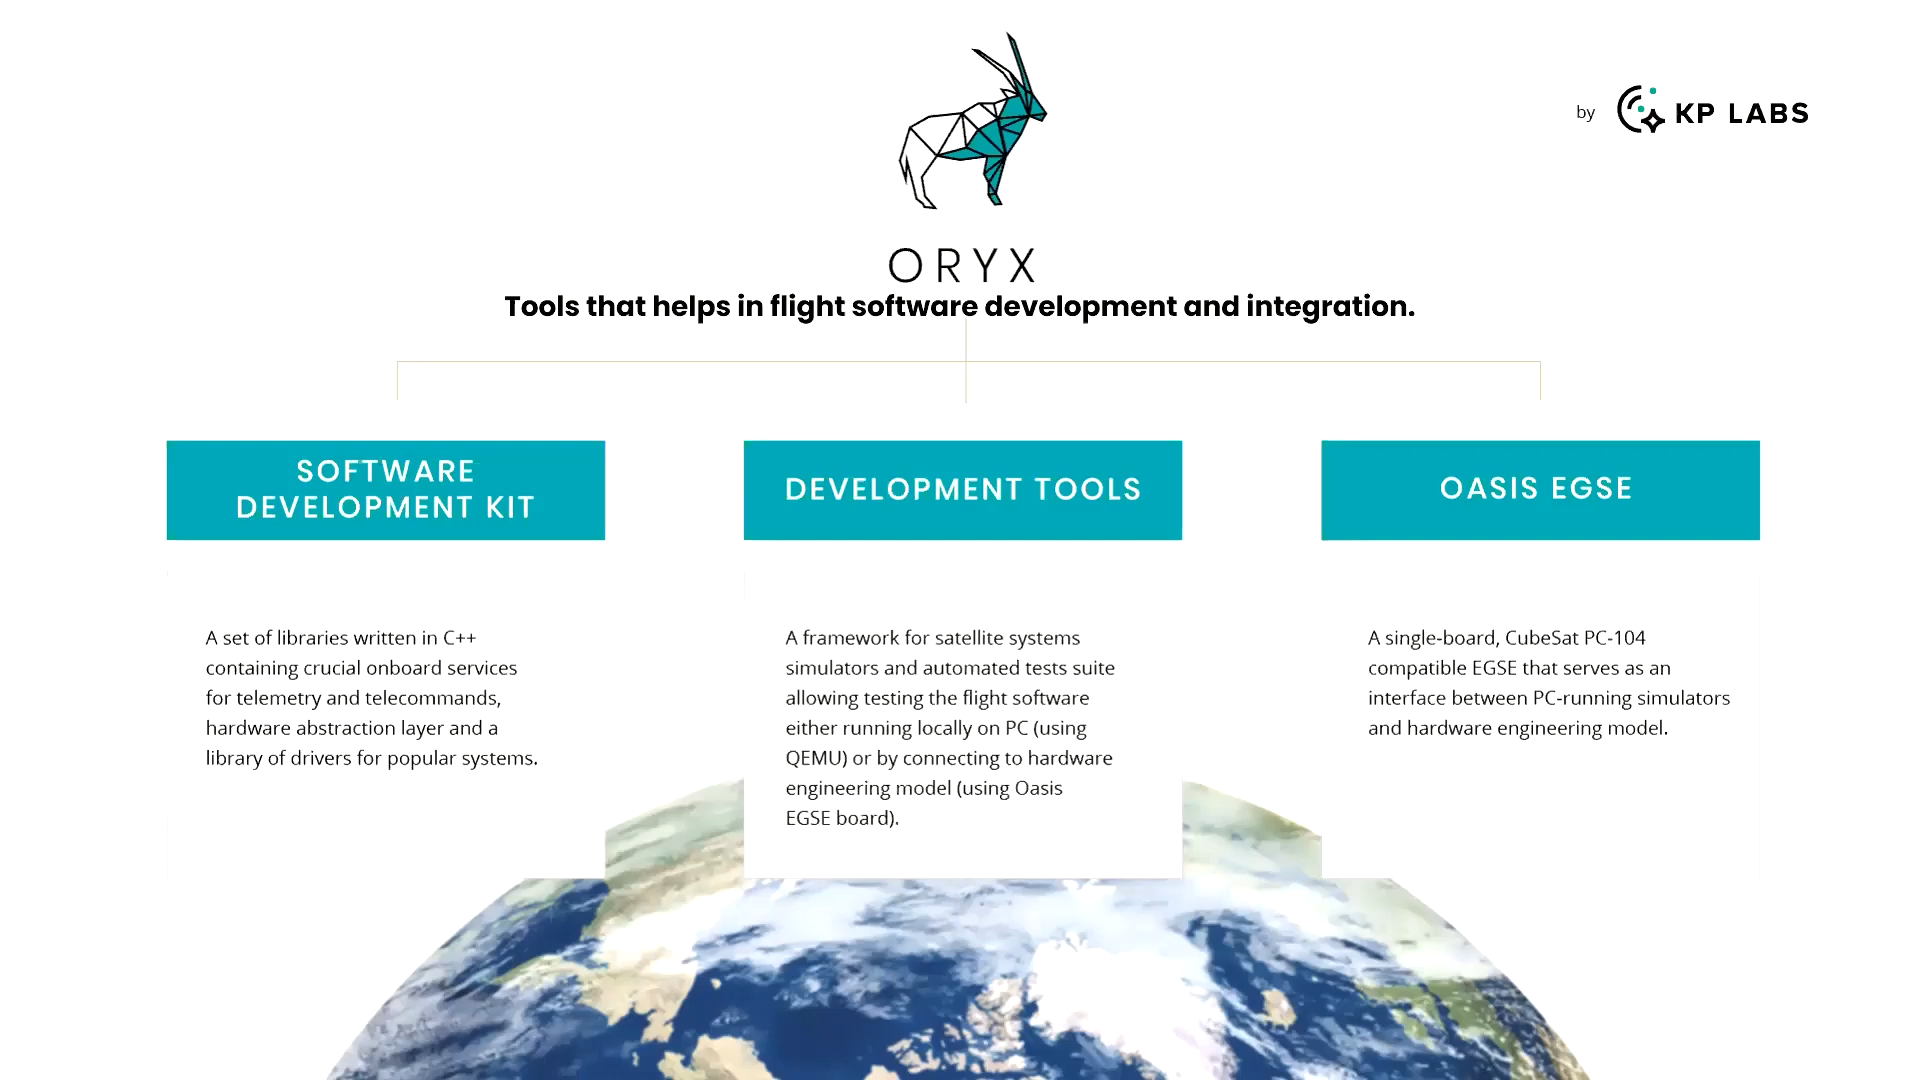 by KP LABS
ORYX
Tools that helps in flight software development and integration.
SOFTWARE
DEVELOPMENT KIT
A set of libraries written in C++
containing crucial onboard services
for telemetry and telecommands,
hardware abstraction layer and a
library of drivers for popular systems.
DEVELOPMENT TOOLS
A framework for satellite systems
simulators and automated tests suite
allowing testing the flight software
either running locally on PC (using
QEMU) or by connecting to hardware
engineering model (using Oasis
EGSE board).
OASIS EGSE
A single-board, CubeSat PC-104
compatible EGSE that serves as an
interface between PC-running simulators
and hardware engineering model.